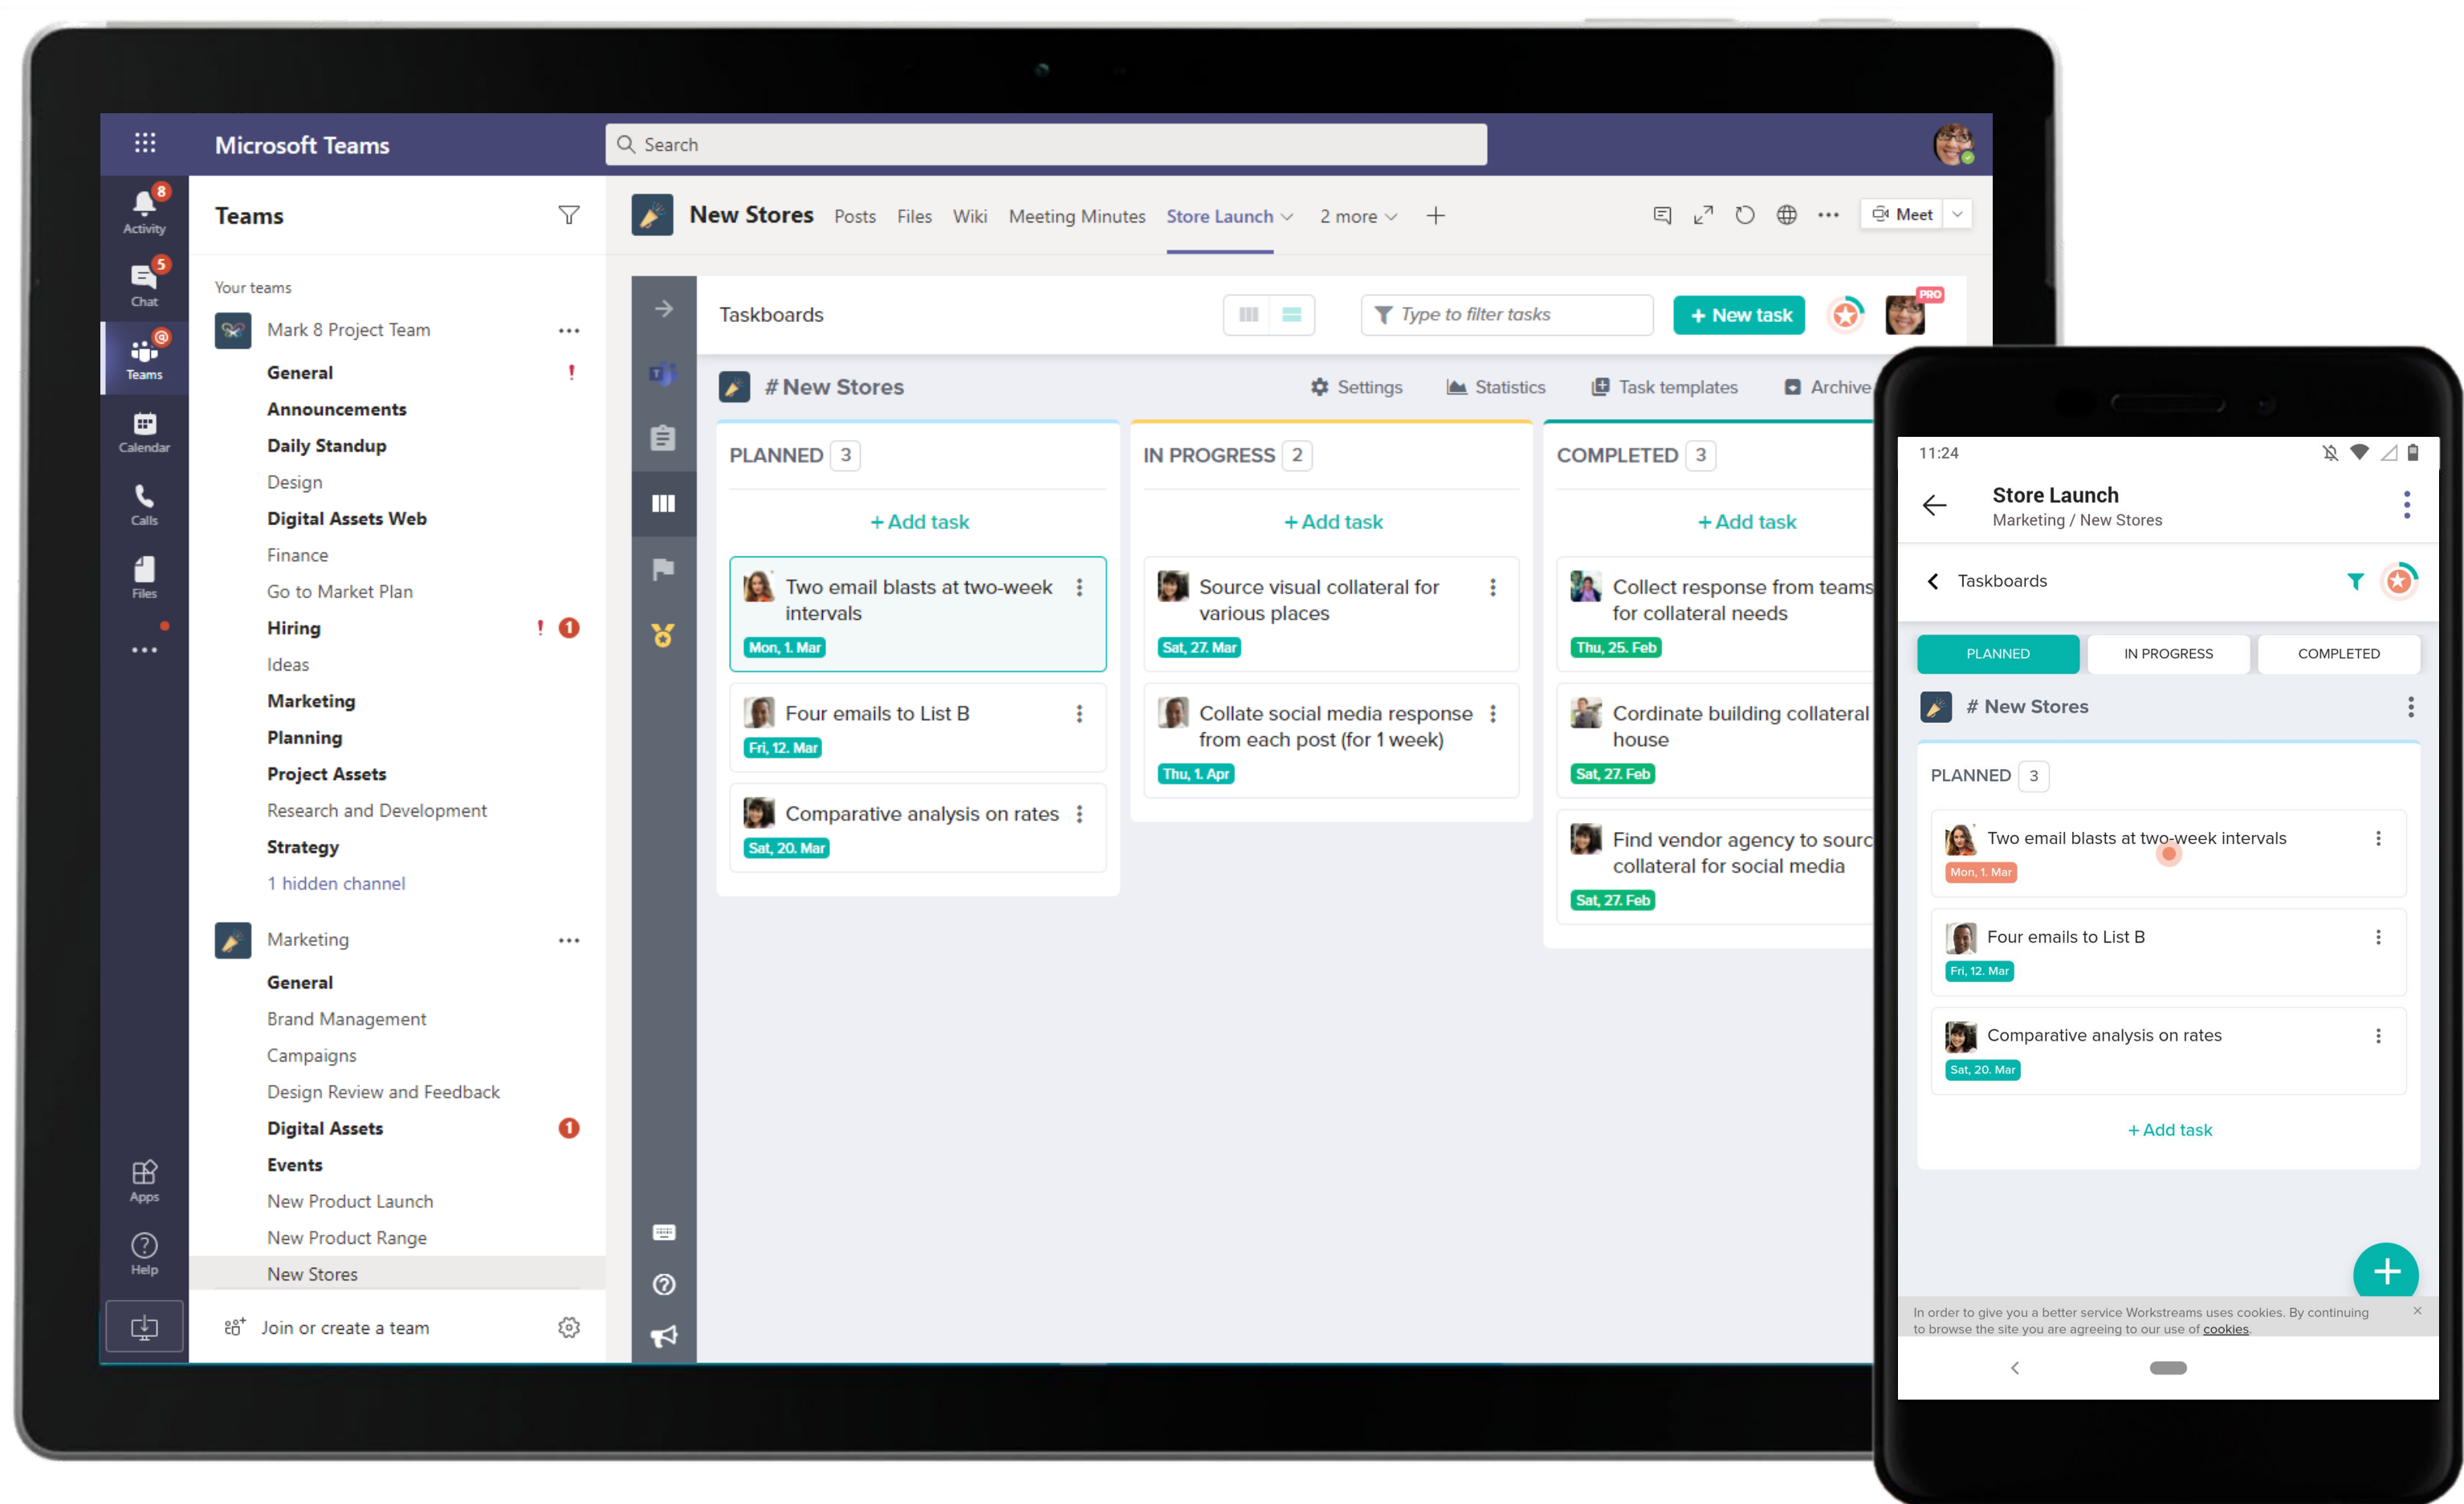 Microsoft Teams
Search
8
Activity
5
Chat
@
Teams
Calendar
Calls
Files
Apps
Help
Teams
Your teams
Mark 8 Project Team
General !
Announcements
Daily Standup
Design
Digital Assets Web
Finance
Go to Market Plan
Hiring ! 1
Ideas
Marketing
Planning
Project Assets
Research and Development
Strategy
1 hidden channel
Marketing
General
Brand Management
Campaigns
Design Review and Feedback
Digital Assets 1
Events
New Product Launch
New Product Range
New Stores
Join or create a team
New Stores Posts Files Wiki Meeting Minutes Store Launch 2 more +
Meet
Taskboards
Type to filter tasks
+ New task
PRO
# New Stores
Settings Statistics Task templates Archive
PLANNED 3
+ Add task
Two email blasts at two-week
intervals
Mon, 1. Mar
Four emails to List B
Fri, 12. Mar
Comparative analysis on rates
Sat, 20. Mar
IN PROGRESS 2
+ Add task
Source visual collateral for
various places
Sat, 27. Mar
Collate social media response
from each post (for 1 week)
Thu, 1. Apr
COMPLETED 3
+ Add task
Collect response from teams
for collateral needs
Thu, 25. Feb
Cordinate building collateral
house
Sat, 27. Feb
Find vendor agency to sourc
collateral for social media
Sat, 27. Feb
11:24
Store Launch
Marketing / New Stores
Taskboards
PLANNED IN PROGRESS COMPLETED
# New Stores
PLANNED 3
Two email blasts at two-week intervals
Mon, 1. Mar
Four emails to List B
Fri, 12. Mar
Comparative analysis on rates
Sat, 20. Mar
+ Add task
+
In order to give you a better service Workstreams uses cookies. By continuing
to browse the site you are agreeing to our use of cookies.